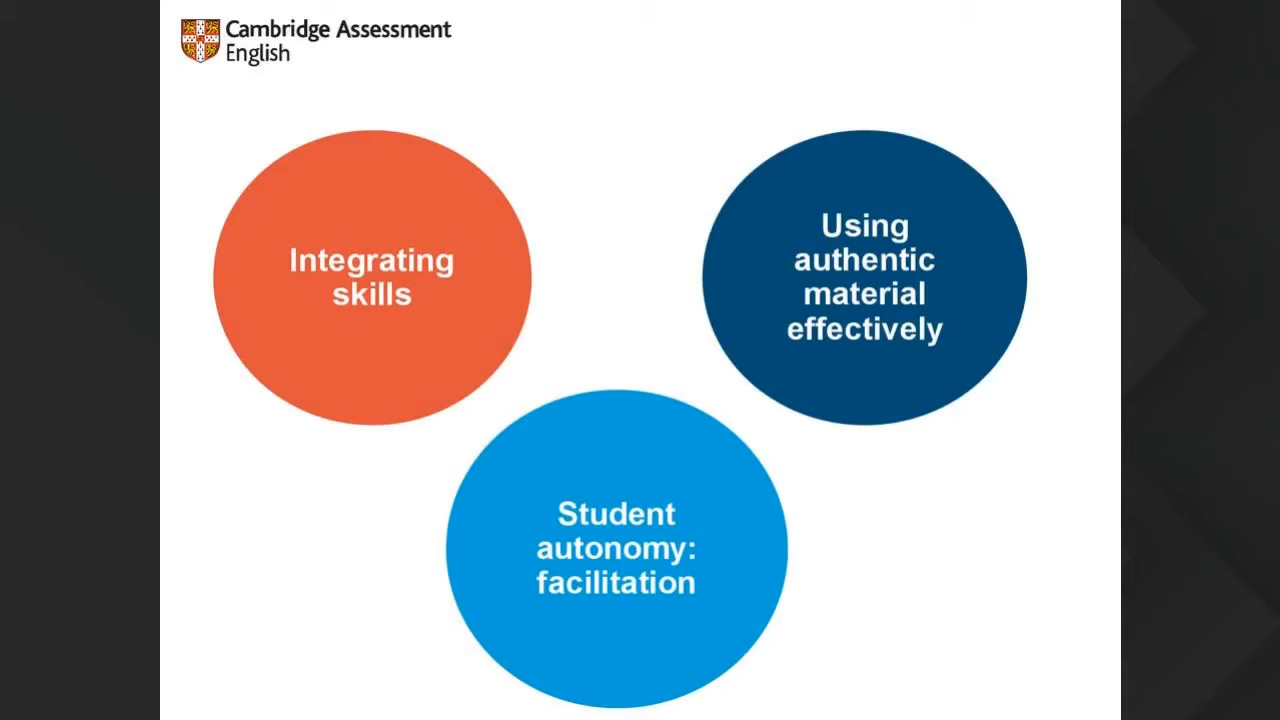 Cambridge Assessment
English
Integrating
skills
Using
authentic
material
effectively
Student
autonomy:
facilitation